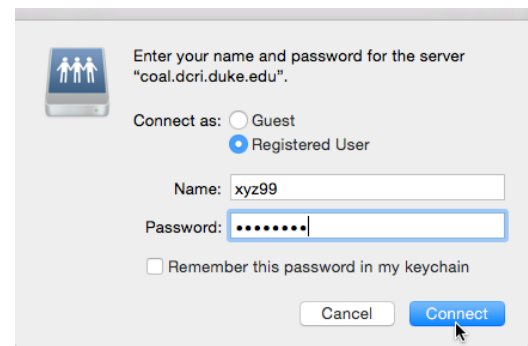 Enter your name and password for the server
“coal.dcri.duke.edu”.
Connect as: Guest
Registered User
Name: xyz99
Password: ••••••••
Remember this password in my keychain
Cancel Connect